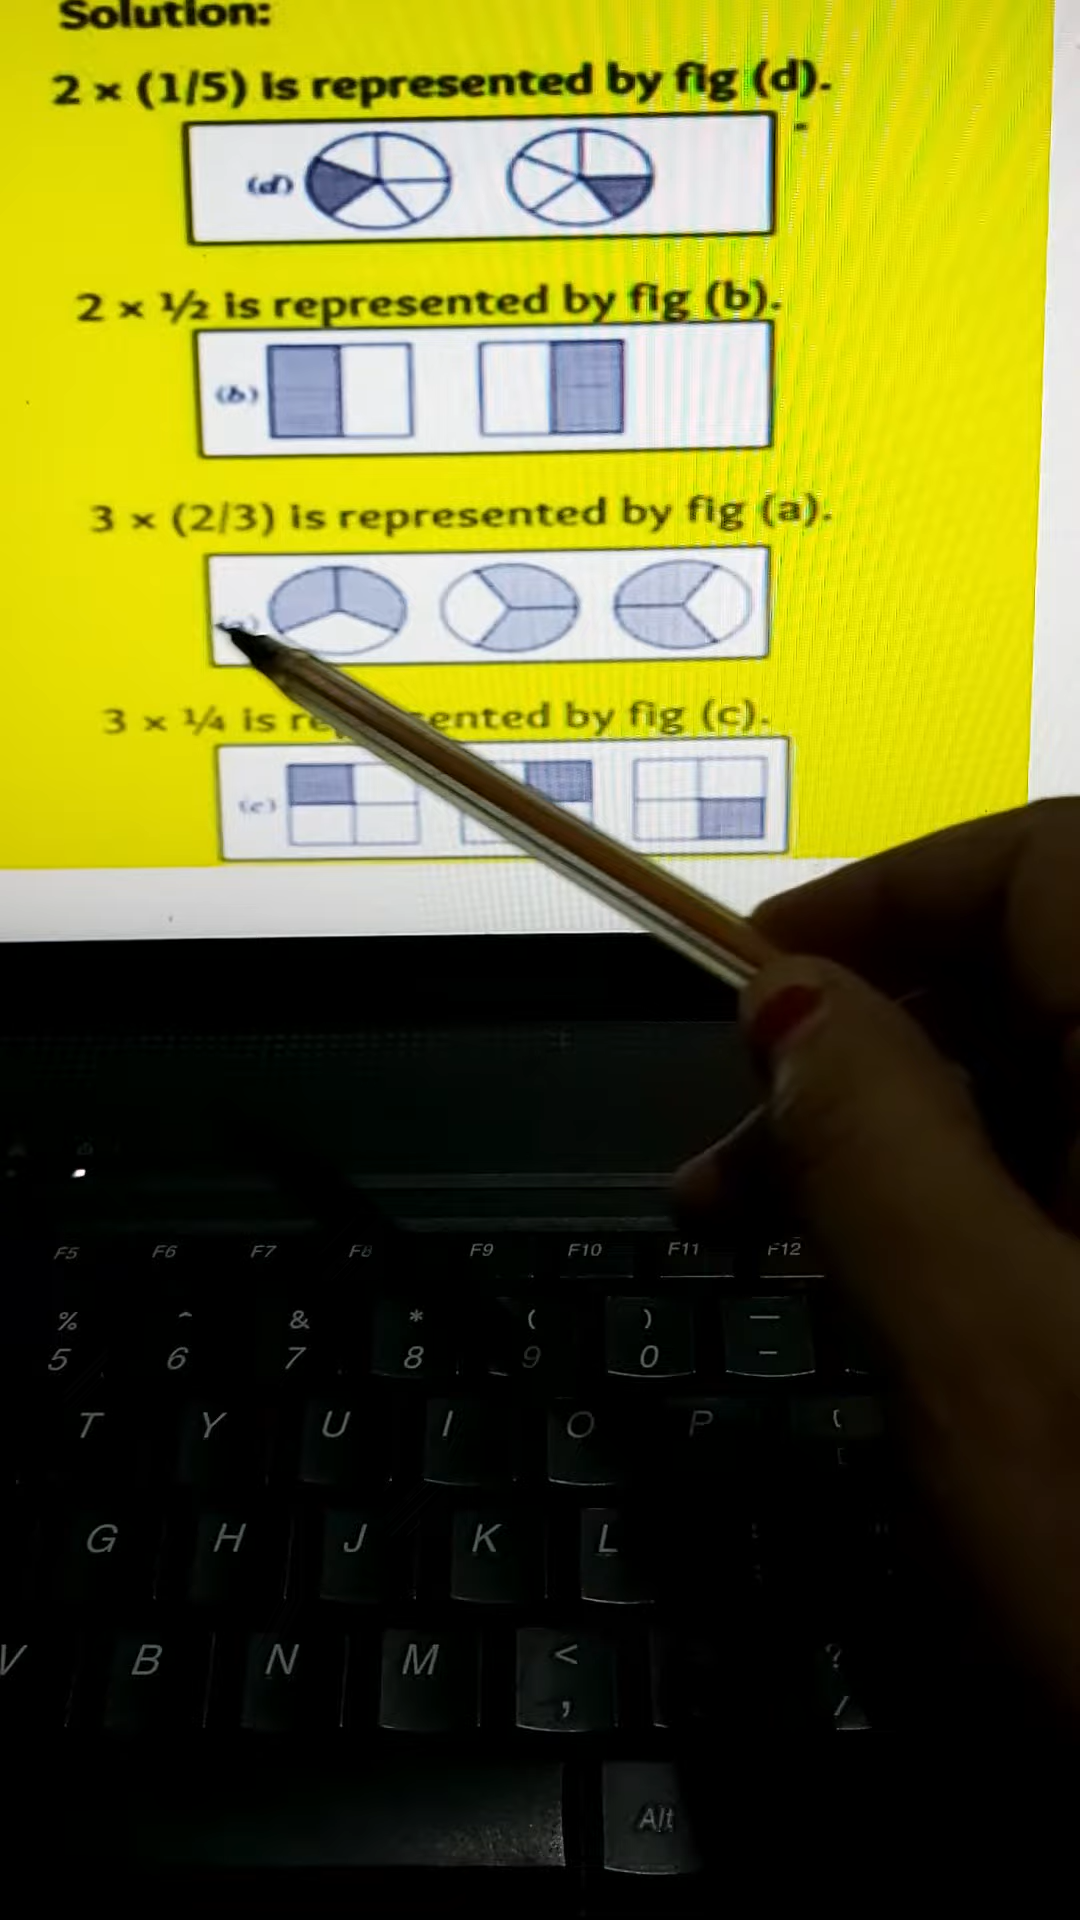 Solution:
2 × (1/5) is represented by fig (d).
(d)
2 × ½ is represented by fig (b).
(b)
3 × (2/3) is represented by fig (a).
3 × ¼ is by fig (c).
(c)
F5 F6 F7 F8 F9 F10 F11 F12
% ^ & * ( ) —
5 6 7 8 9 0 –
T Y U I O P {
[
G H J K L
V B N M <
,
?
/
Alt